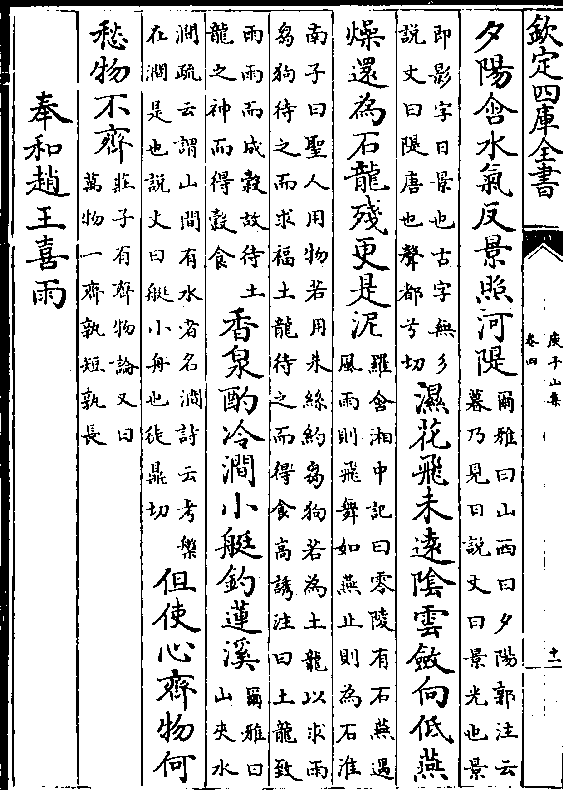 欽定四庫全書
庾子山集
卷四
十一
夕陽含水氣反景照河隄
爾雅曰山西曰夕陽郭注云
暮乃見日說文曰景光也景
即影字日景也古字無彡
說文曰隄唐也聲都兮切
濕花飛未遠隂雲斂向低燕
燥還為石龍殘更是泥
羅含湘中記曰零陵有石燕遇
風雨則飛舞如燕止則為石淮
南子曰聖人用物若用朱絲約芻狗若為土龍以求雨
芻狗待之而求福土龍待之而得食高誘注曰土龍致
雨雨而成穀故待土
龍之神而得穀食
香泉酌冷澗小艇釣蓮溪
爾雅曰
山夾水
澗疏云謂山間有水者名澗詩云考槃
在澗是也說文曰艇小舟也徒鼎切
但使心齊物何
愁物不齊
莊子有齊物論又曰
萬物一齊孰短孰長
奉和趙王喜雨